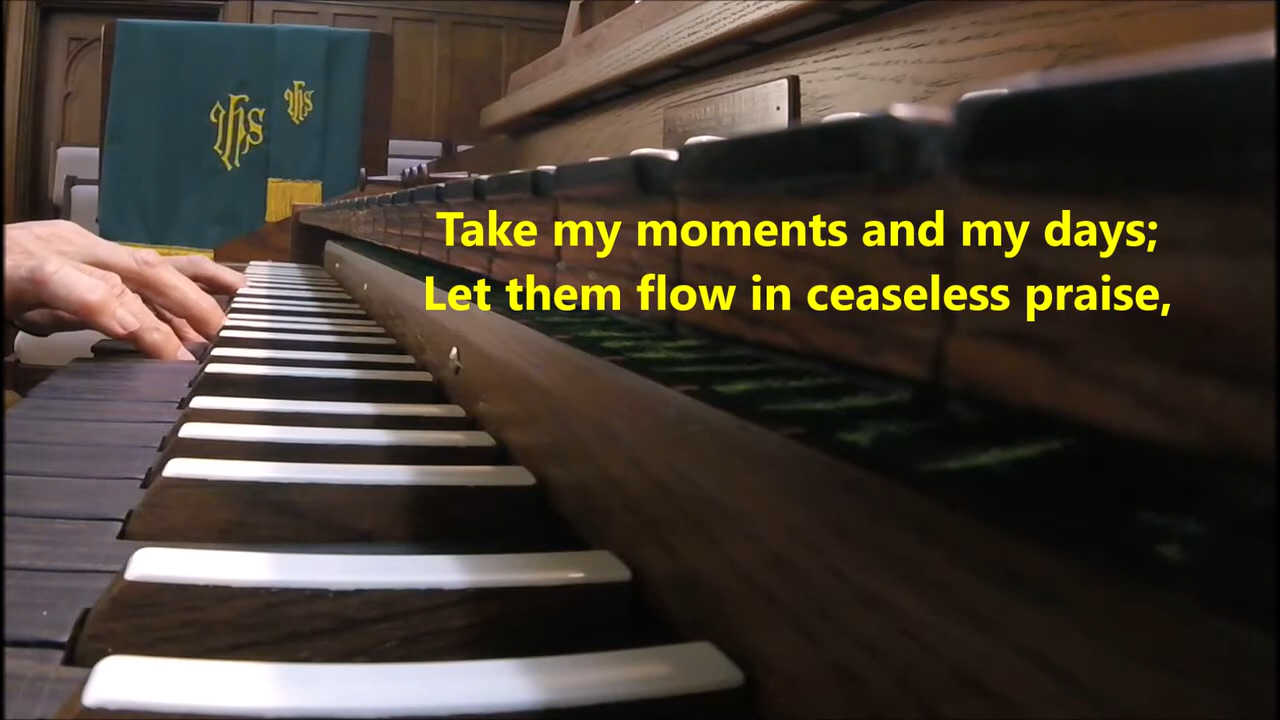 IHS
IHS
Take my moments and my days;
Let them flow in ceaseless praise,